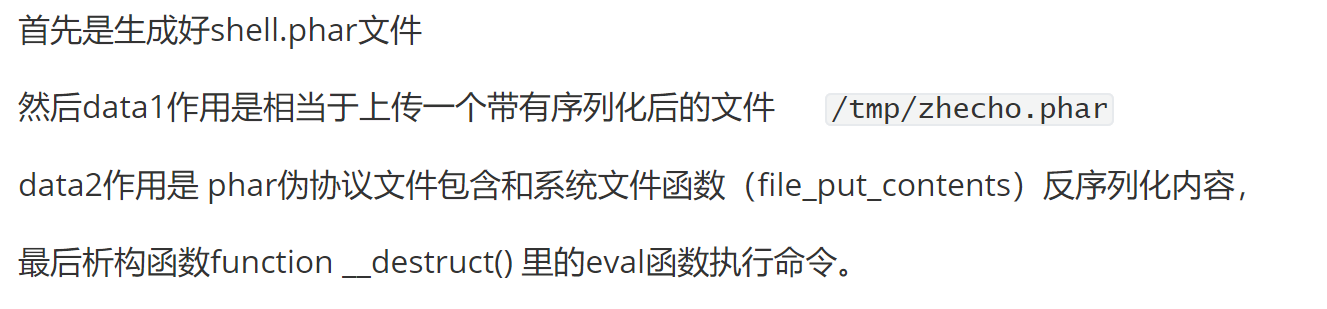 首先是生成好shell.phar文件
然后data1作用是相当于上传一个带有序列化后的文件 /tmp/zhecho.phar
data2作用是 phar伪协议文件包含和系统文件函数（file_put_contents）反序列化内容，
最后析构函数function __destruct() 里的eval函数执行命令。